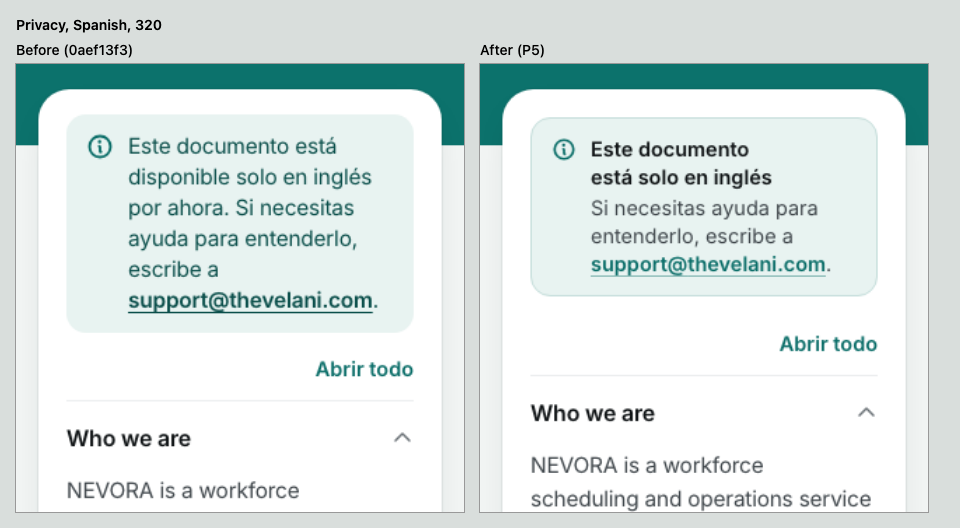 Privacy, Spanish, 320
Before (0aef13f3)
Este documento está
disponible solo en inglés
por ahora. Si necesitas
ayuda para entenderlo,
escribe a
support@thevelani.com.
Abrir todo
Who we are
NEVORA is a workforce
After (P5)
Este documento
está solo en inglés
Si necesitas ayuda para
entenderlo, escribe a
support@thevelani.com.
Abrir todo
Who we are
NEVORA is a workforce
scheduling and operations service